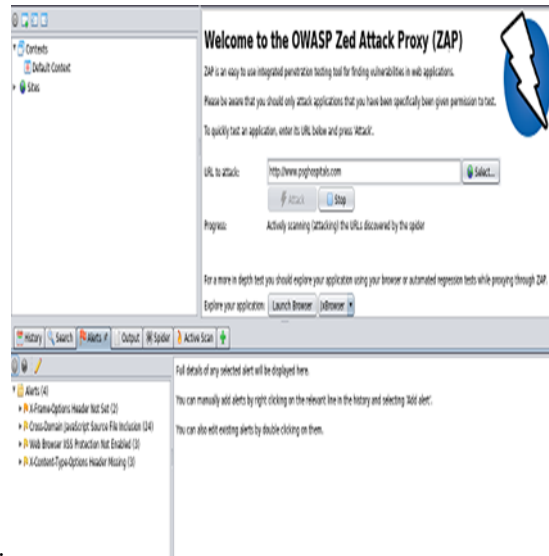 Contexts
Default Context
Sites
Welcome to the OWASP Zed Attack Proxy (ZAP)
ZAP is an easy to use integrated penetration testing tool for finding vulnerabilities in web applications.
Please be aware that you should only attack applications that you have been specifically been given permission to test.
To quickly test an application, enter its URL below and press 'Attack'.
URL to attack: http://www.psghospitals.com Select...
Attack Stop
Progress: Actively scanning (attacking) the URLs discovered by the spider
For a more in depth test you should explore your application using your browser or automated regression tests while proxying through ZAP.
Explore your application: Launch Browser JxBrowser
History Search Alerts Output Spider Active Scan
Alerts (4)
X-Frame-Options Header Not Set (2)
Cross-Domain JavaScript Source File Inclusion (24)
Web Browser XSS Protection Not Enabled (3)
X-Content-Type-Options Header Missing (3)
Full details of any selected alert will be displayed here.
You can manually add alerts by right clicking on the relevant line in the history and selecting 'Add alert'.
You can also edit existing alerts by double clicking on them.